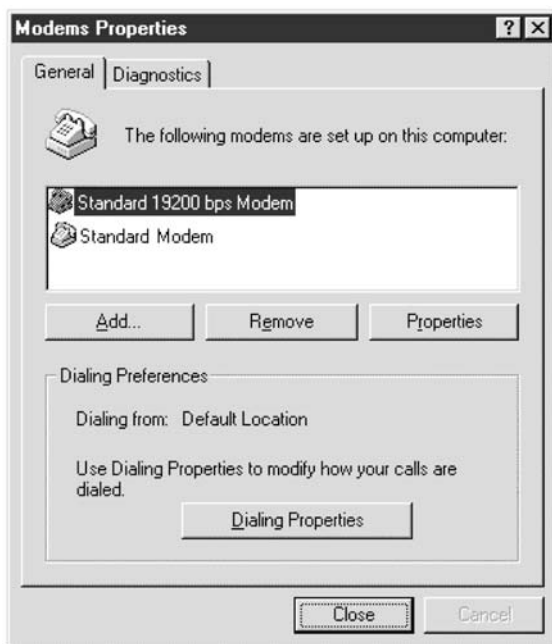 Modems Properties
General Diagnostics
The following modems are set up on this computer:
Standard 19200 bps Modem
Standard Modem
Add... Remove Properties
Dialing Preferences
Dialing from: Default Location
Use Dialing Properties to modify how your calls are
dialed.
Dialing Properties
Close Cancel